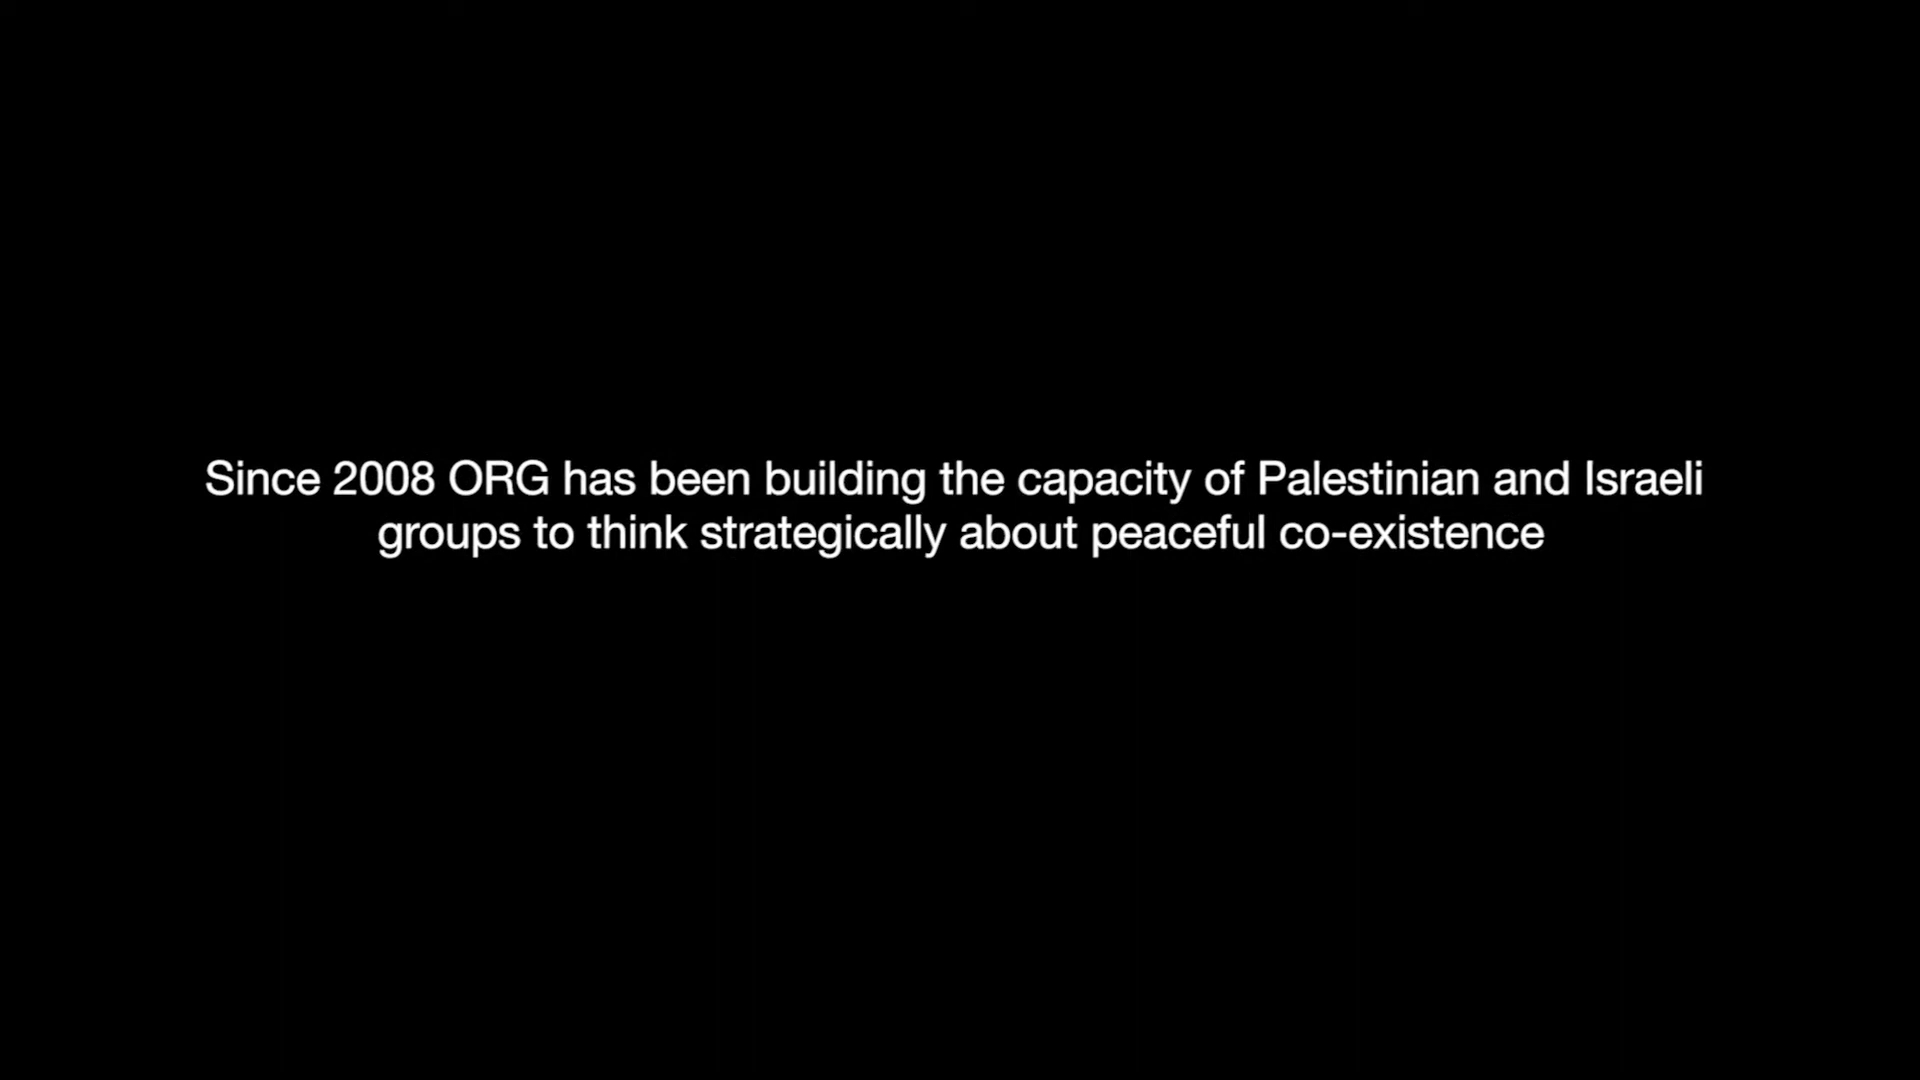 Since 2008 ORG has been building the capacity of Palestinian and Israeli
groups to think strategically about peaceful co-existence